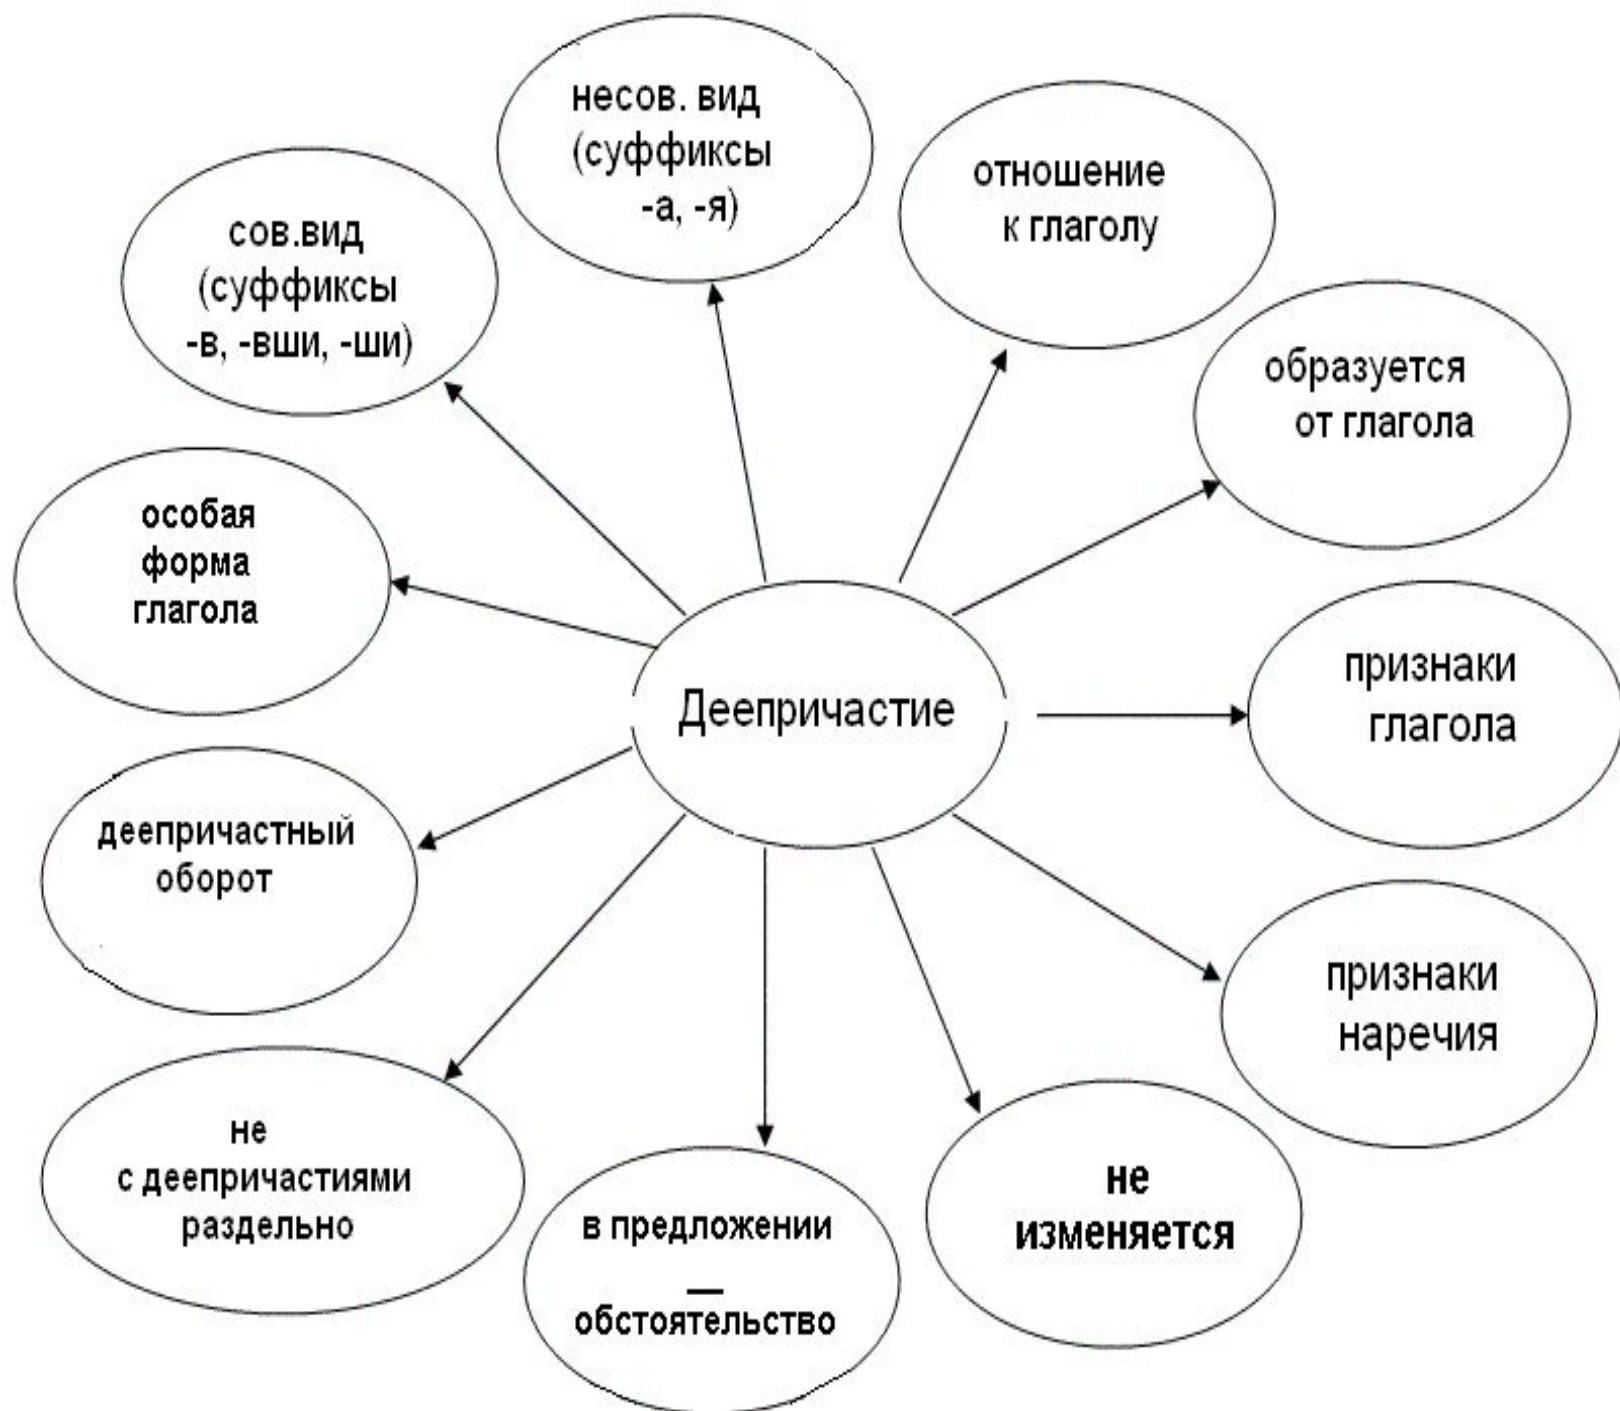 несов. вид
(суффиксы
-а, -я)
отношение
к глаголу
сов.вид
(суффиксы
-в, -вши, -ши)
образуется
от глагола
особая
форма
глагола
признаки
глагола
Деепричастие
деепричастный
оборот
признаки
наречия
не
с деепричастиями
раздельно
в предложении
—
обстоятельство
не
изменяется